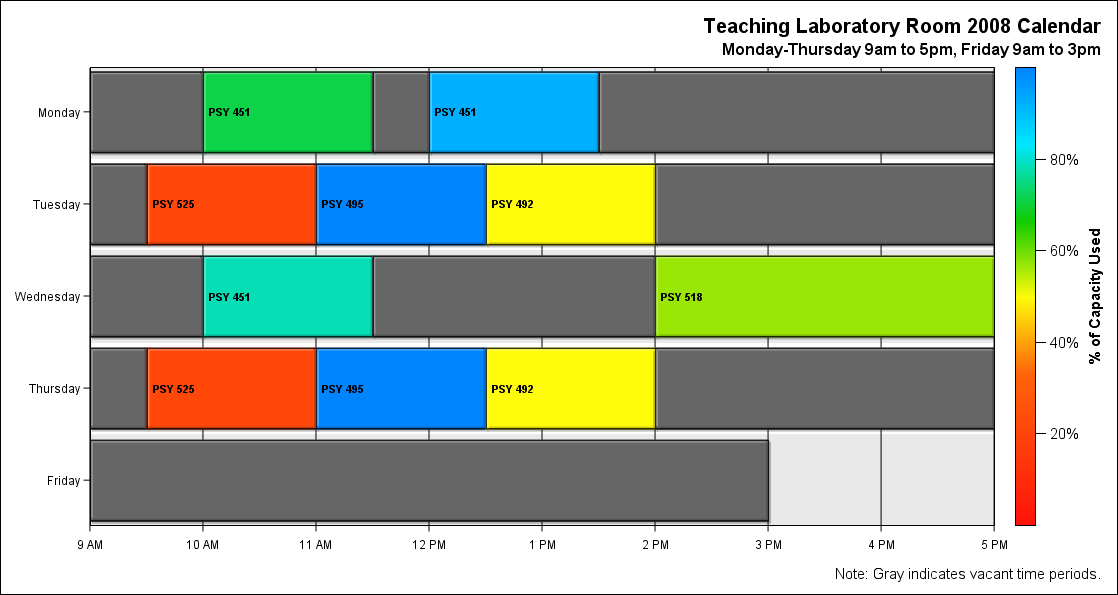 Teaching Laboratory Room 2008 Calendar
Monday-Thursday 9am to 5pm, Friday 9am to 3pm
Monday
PSY 451
PSY 451
Tuesday
PSY 525
PSY 495
PSY 492
Wednesday
PSY 451
PSY 518
Thursday
PSY 525
PSY 495
PSY 492
Friday
9 AM
10 AM
11 AM
12 PM
1 PM
2 PM
3 PM
4 PM
5 PM
80%
60%
40%
20%
% of Capacity Used
Note: Gray indicates vacant time periods.